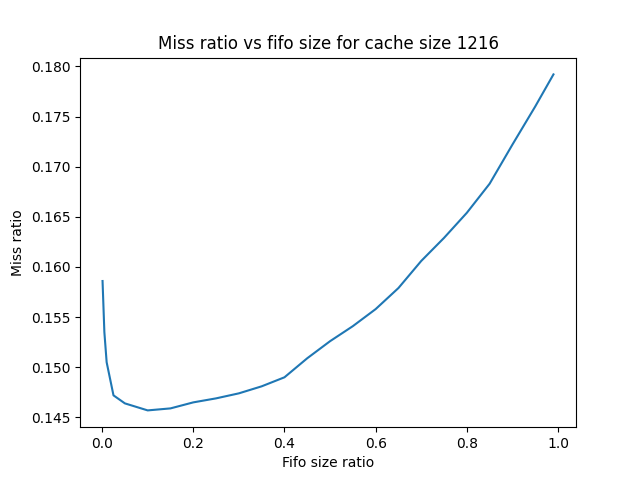 Miss ratio vs fifo size for cache size 1216
0.180
0.175
0.170
0.165
0.160
0.155
0.150
0.145
Miss ratio
0.0 0.2 0.4 0.6 0.8 1.0
Fifo size ratio